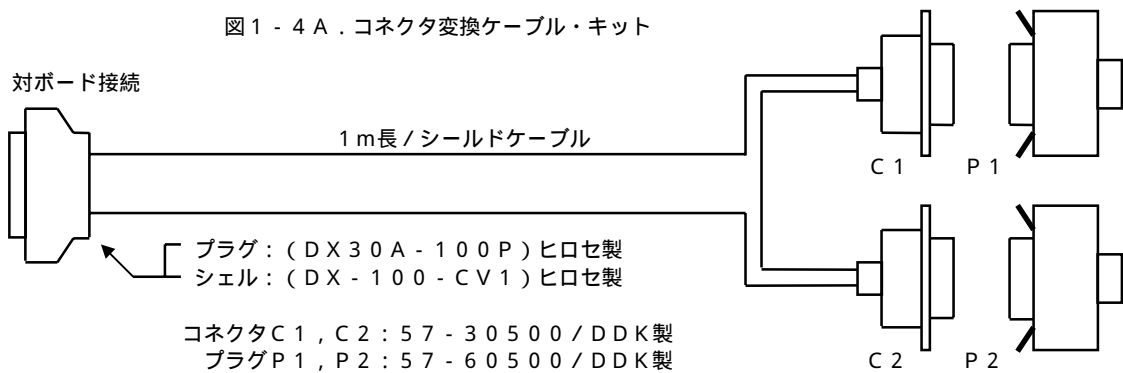 図1-4A.コネクタ変換ケーブル・キット
対ボード接続
1m長/シールドケーブル
C1
P1
プラグ:(DX30A-100P)ヒロセ製
シェル:(DX-100-CV1)ヒロセ製
コネクタC1,C2:57-30500/DDK製
プラグP1,P2:57-60500/DDK製
C2
P2